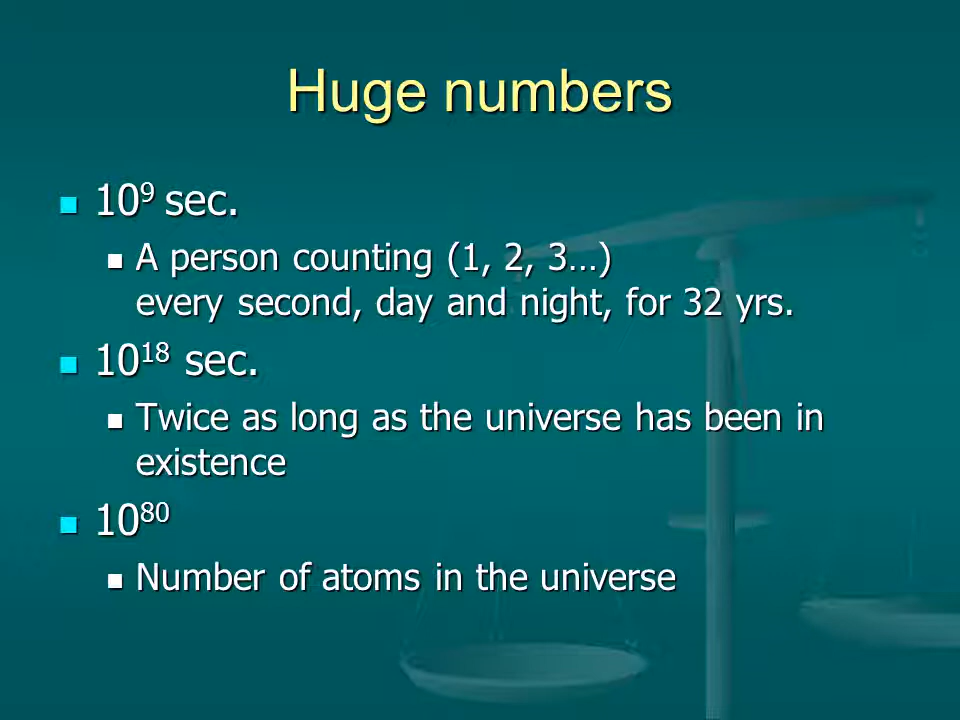 Huge numbers
10⁹ sec.
A person counting (1, 2, 3…)
every second, day and night, for 32 yrs.
10¹⁸ sec.
Twice as long as the universe has been in
existence
10⁸⁰
Number of atoms in the universe